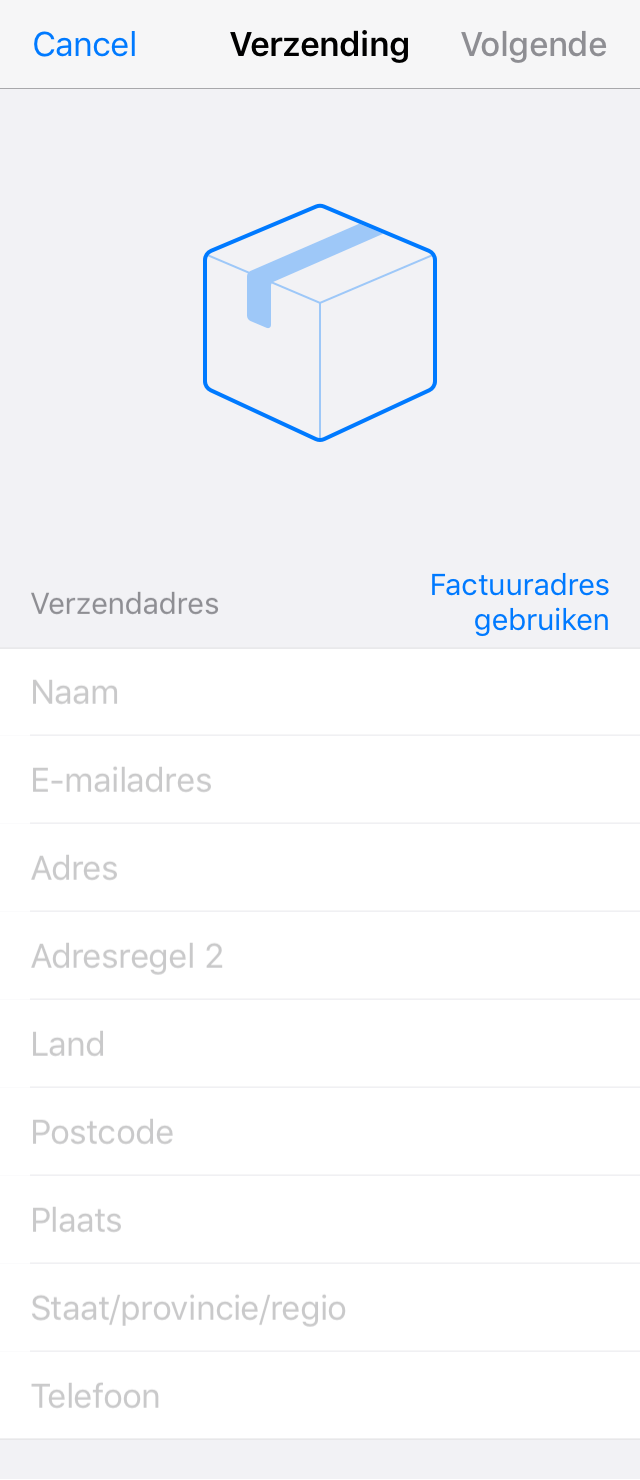 Cancel Verzending Volgende
Verzendadres
Factuuradres
gebruiken
Naam
E-mailadres
Adres
Adresregel 2
Land
Postcode
Plaats
Staat/provincie/regio
Telefoon